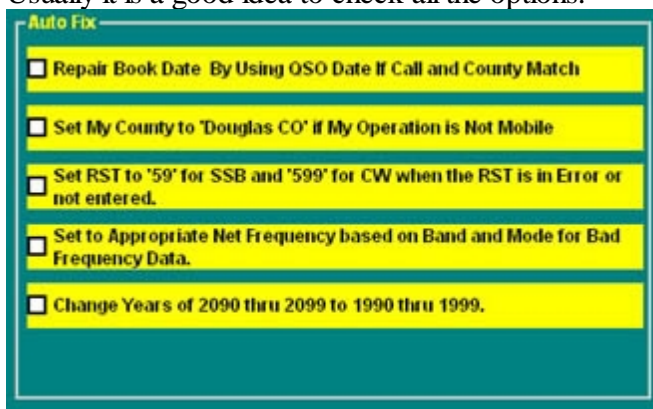 Usually it is a good idea to check all the options.
Auto Fix
Repair Book Date By Using QSO Date If Call and County Match
Set My County to 'Douglas CO' if My Operation is Not Mobile
Set RST to '59' for SSB and '599' for CW when the RST is in Error or
not entered.
Set to Appropriate Net Frequency based on Band and Mode for Bad
Frequency Data.
Change Years of 2090 thru 2099 to 1990 thru 1999.